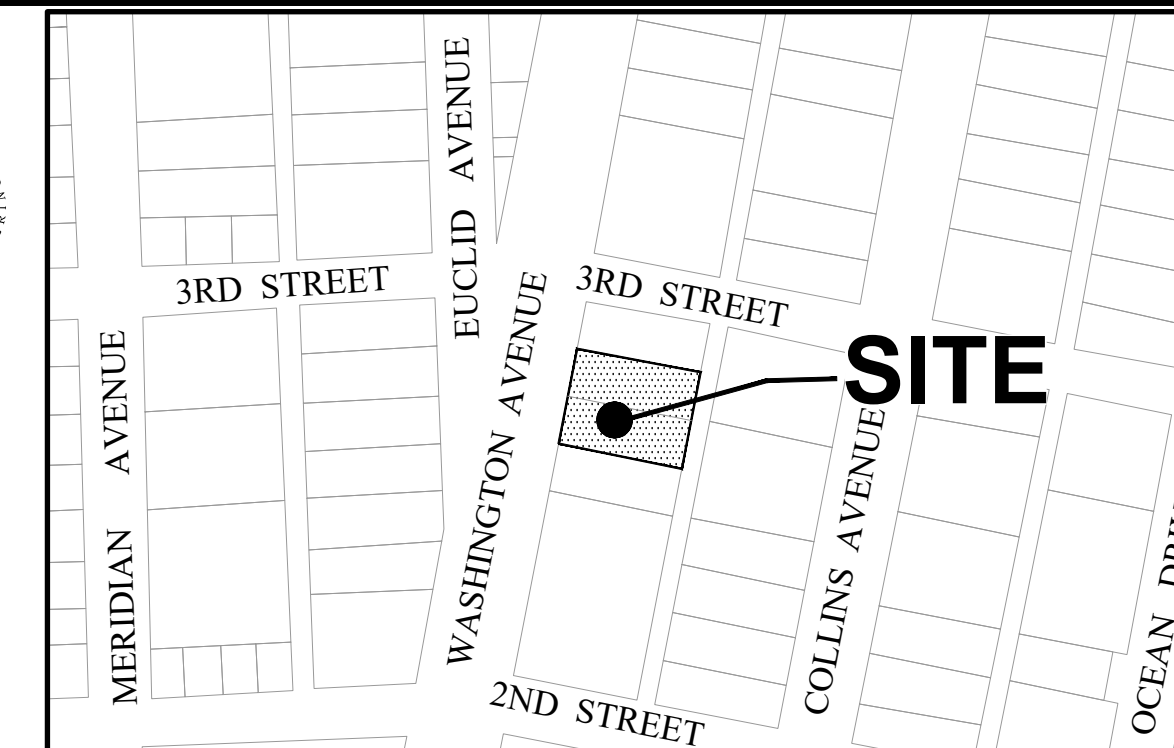 EUCLID AVENUE
3RD STREET
3RD STREET
SITE
MERIDIAN AVENUE
WASHINGTON AVENUE
COLLINS AVENUE
OCEAN
2ND STREET